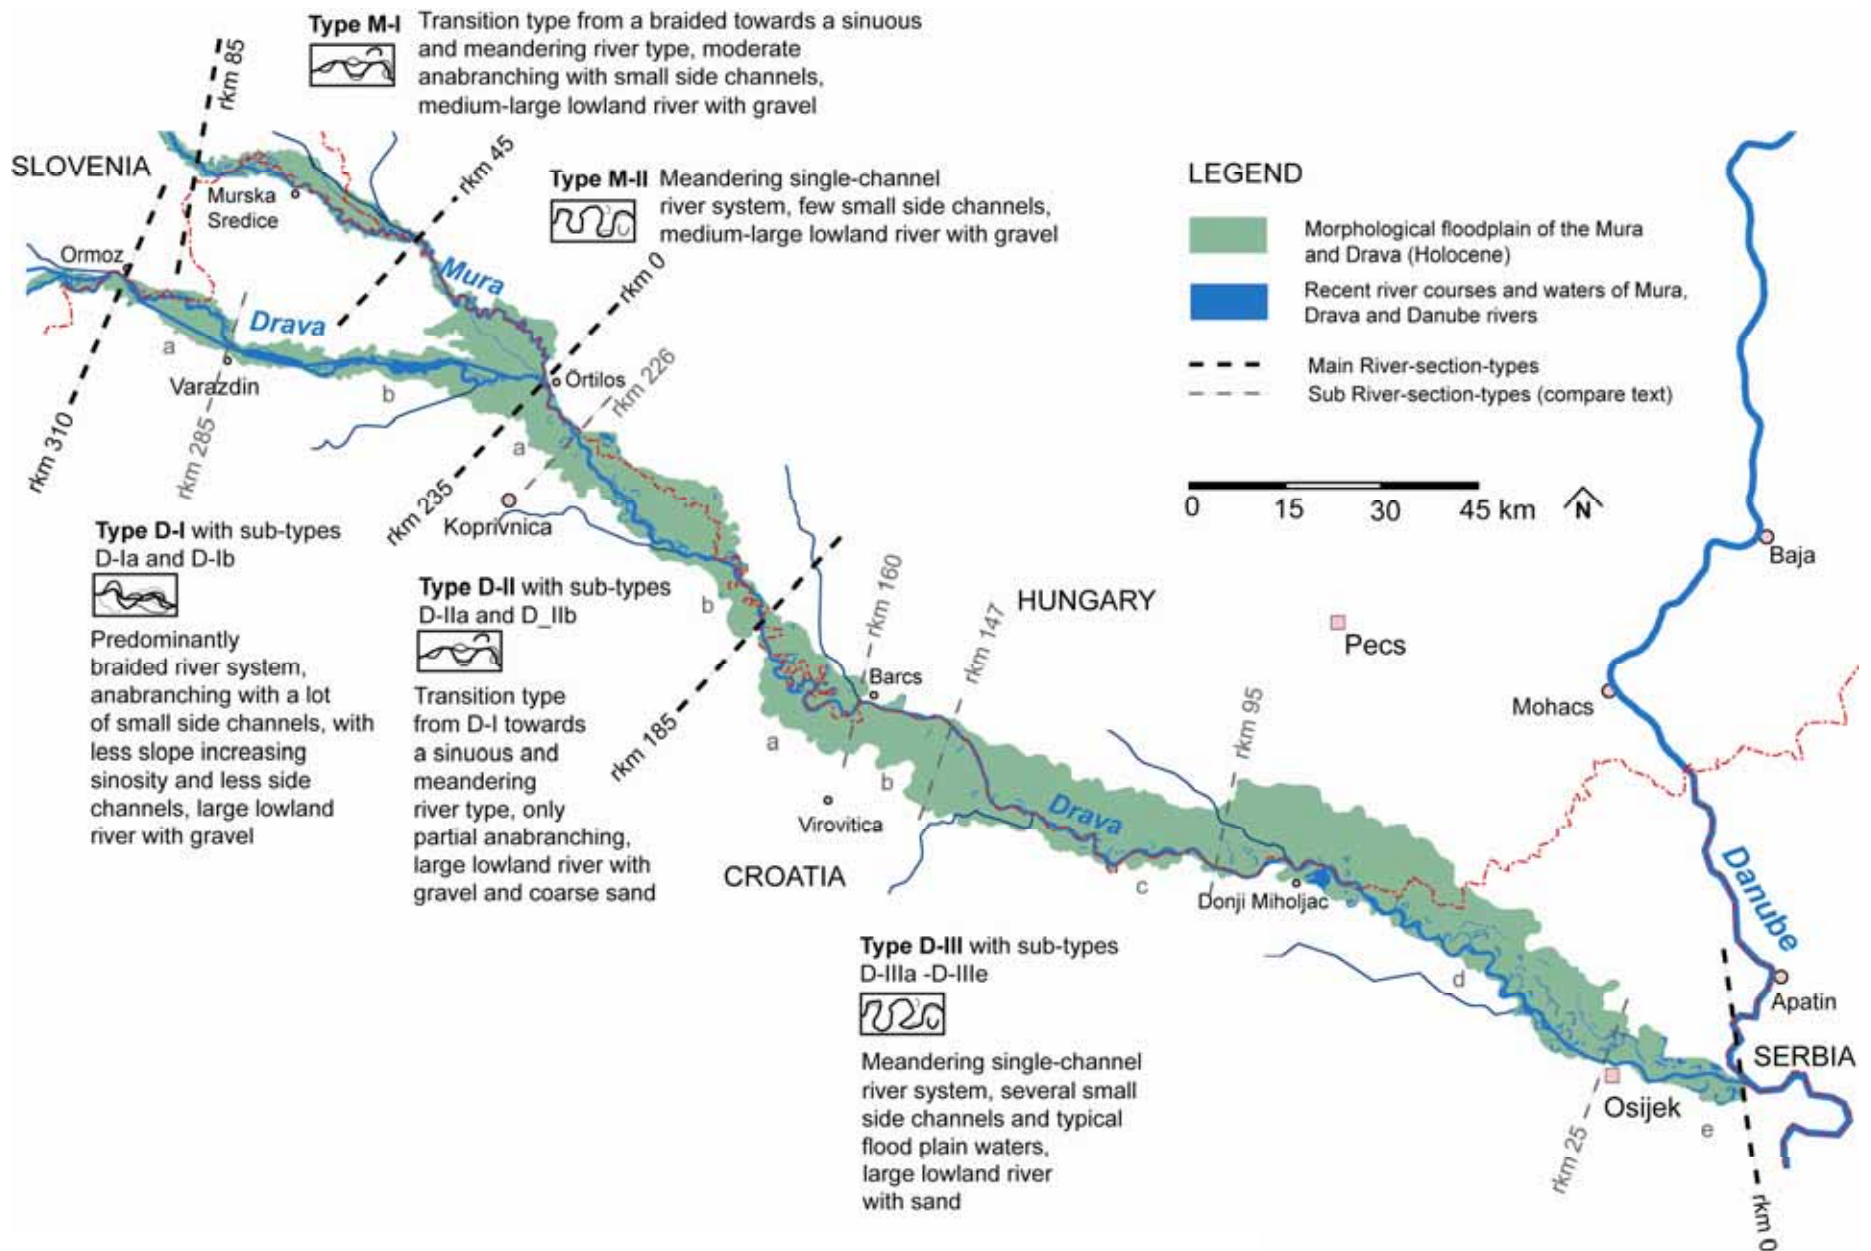 Type M-I Transition type from a braided towards a sinuous
and meandering river type, moderate
anabranching with small side channels,
medium-large lowland river with gravel
rkm 85
SLOVENIA
rkm 45
Type M-II Meandering single-channel
river system, few small side channels,
medium-large lowland river with gravel
Murska
Sredice
Ormoz
Mura
rkm 0
Drava
a
Varazdin
b
Örtilos
rkm 226
rkm 310
rkm 285
a
rkm 235
Koprivnica
LEGEND
Morphological floodplain of the Mura
and Drava (Holocene)
Recent river courses and waters of Mura,
Drava and Danube rivers
Main River-section-types
Sub River-section-types (compare text)
0 15 30 45 km N
Type D-I with sub-types
D-Ia and D-Ib
Predominantly
braided river system,
anabranching with a lot
of small side channels, with
less slope increasing
sinosity and less side
channels, large lowland
river with gravel
Type D-II with sub-types
D-IIa and D_IIb
Transition type
from D-I towards
a sinuous and
meandering
river type, only
partial anabranching,
large lowland river with
gravel and coarse sand
b
rkm 185
rkm 160
rkm 147
HUNGARY
Baja
Pecs
Barcs
a
b
rkm 95
Mohacs
Virovitica
Drava
CROATIA
c
Donji Miholjac
Danube
Type D-III with sub-types
D-IIIa -D-IIIe
Meandering single-channel
river system, several small
side channels and typical
flood plain waters,
large lowland river
with sand
d
Apatin
SERBIA
Osijek
e
rkm 25
rkm 0